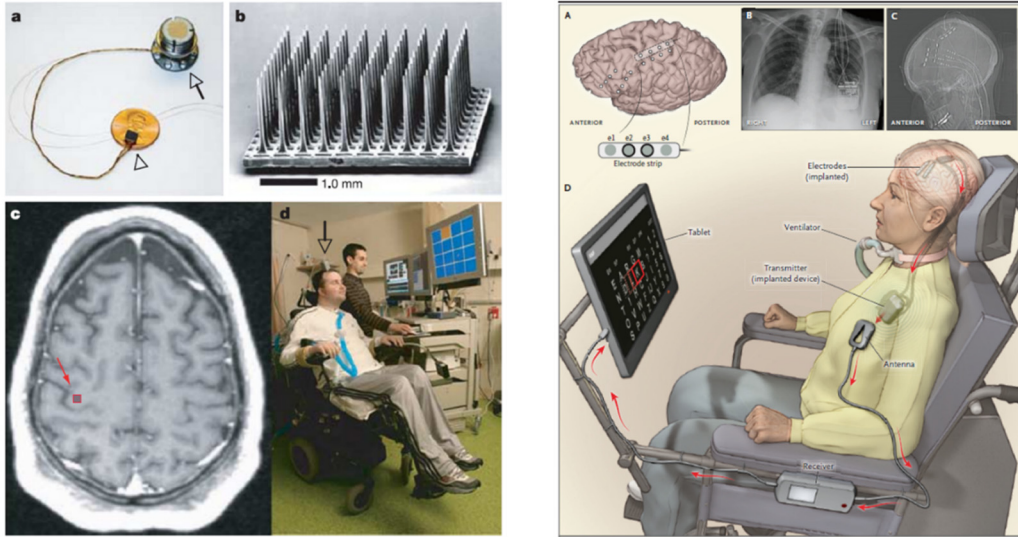 a
b
1.0 mm
c
d
A
ANTERIOR
POSTERIOR
e1 e2 e3 e4
Electrode strip
B
RIGHT
LEFT
C
ANTERIOR
POSTERIOR
D
Electrodes
(implanted)
Tablet
Ventilator
Transmitter
(implanted device)
Antenna
Receiver